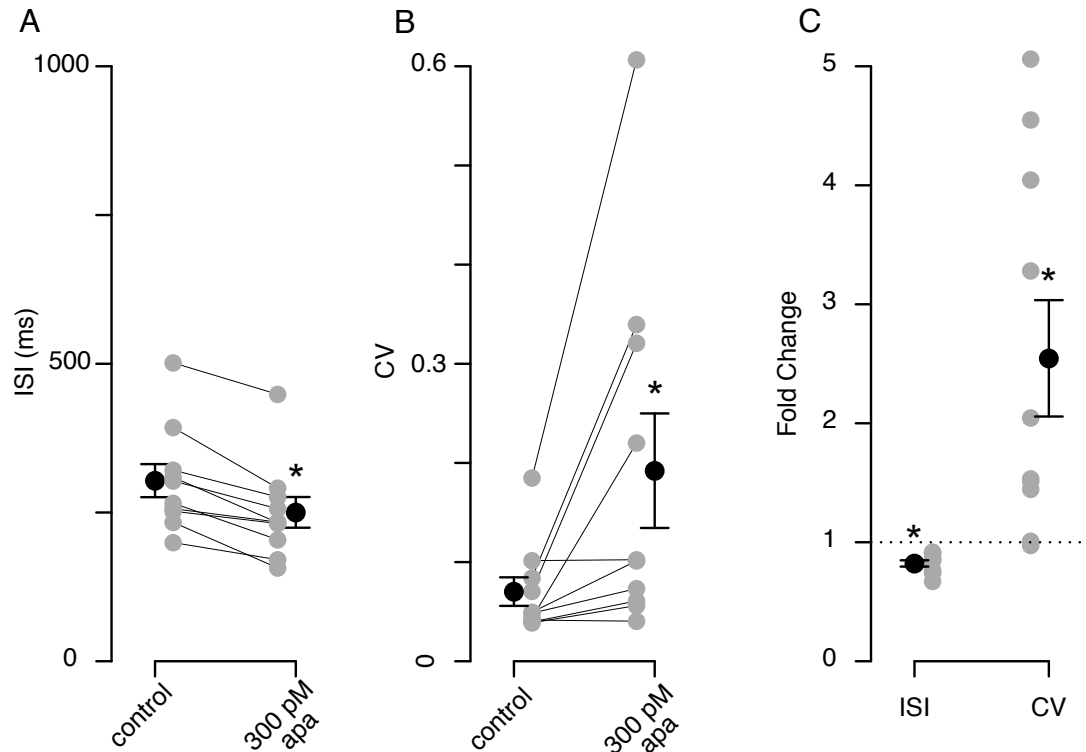 A
1000
500
0
ISI (ms)
*
control
300 pM
apa
B
0.6
0.3
0
CV
*
control
300 pM
apa
C
5
4
3
2
1
0
Fold Change
*
*
ISI
CV